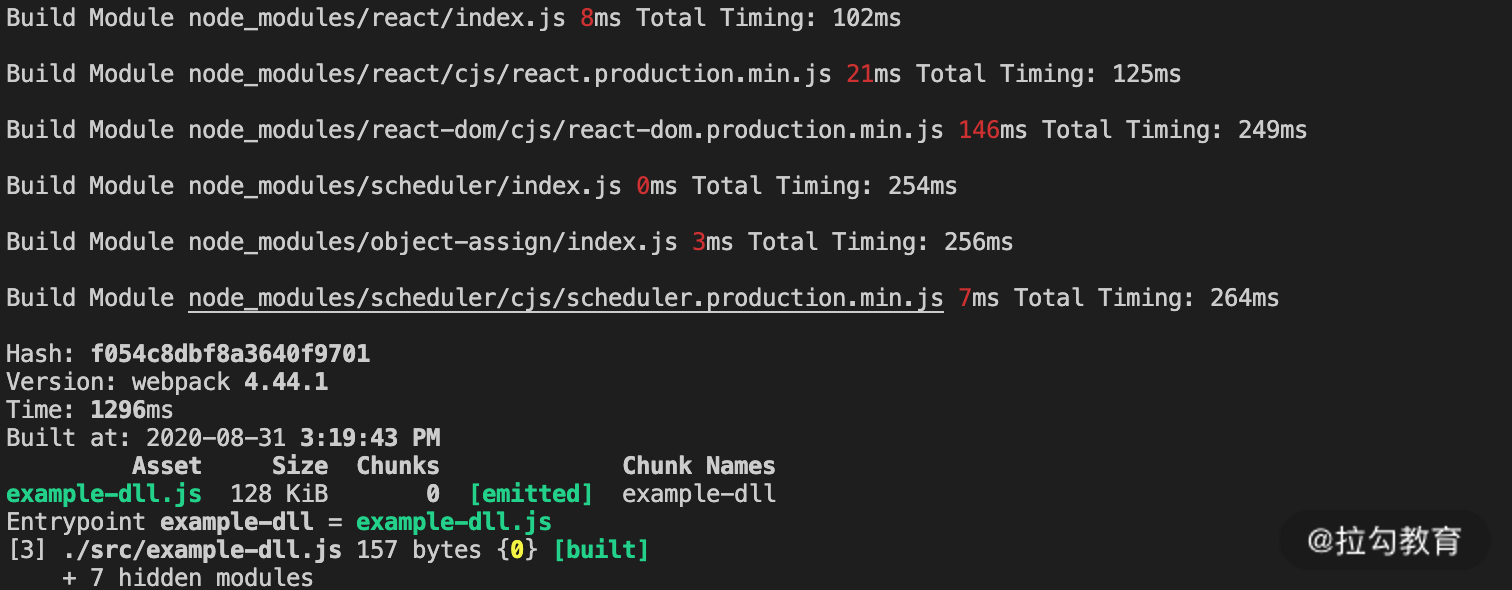 Build Module node_modules/react/index.js 8ms Total Timing: 102ms
Build Module node_modules/react/cjs/react.production.min.js 21ms Total Timing: 125ms
Build Module node_modules/react-dom/cjs/react-dom.production.min.js 146ms Total Timing: 249ms
Build Module node_modules/scheduler/index.js 0ms Total Timing: 254ms
Build Module node_modules/object-assign/index.js 3ms Total Timing: 256ms
Build Module node_modules/scheduler/cjs/scheduler.production.min.js 7ms Total Timing: 264ms
Hash: f054c8dbf8a3640f9701
Version: webpack 4.44.1
Time: 1296ms
Built at: 2020-08-31 3:19:43 PM
Asset Size Chunks Chunk Names
example-dll.js 128 KiB 0 [emitted] example-dll
Entrypoint example-dll = example-dll.js
[3] ./src/example-dll.js 157 bytes {0} [built]
+ 7 hidden modules
@拉勾教育